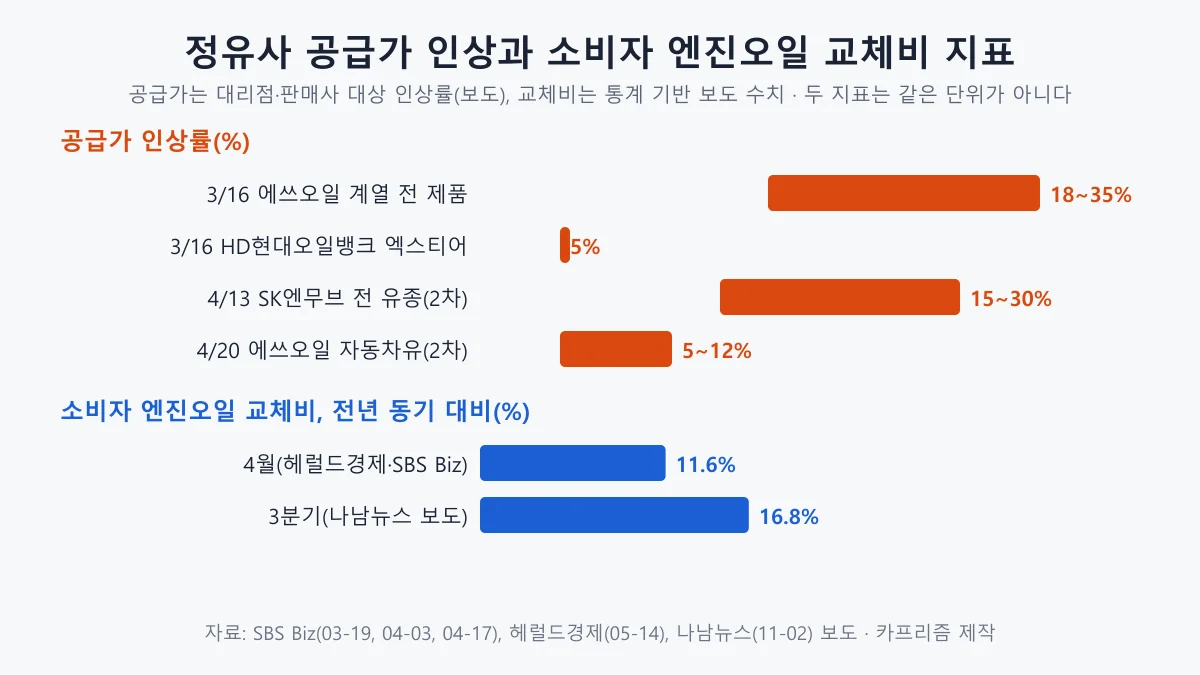 정유사 공급가 인상과 소비자 엔진오일 교체비 지표
공급가는 대리점·판매사 대상 인상률(보도), 교체비는 통계 기반 보도 수치 · 두 지표는 같은 단위가 아니다
공급가 인상률(%)
3/16 에쓰오일 계열 전 제품 18~35%
3/16 HD현대오일뱅크 엑스티어 5%
4/13 SK엔무브 전 유종(2차) 15~30%
4/20 에쓰오일 자동차유(2차) 5~12%
소비자 엔진오일 교체비, 전년 동기 대비(%)
4월(헤럴드경제·SBS Biz) 11.6%
3분기(나남뉴스 보도) 16.8%
자료: SBS Biz(03-19, 04-03, 04-17), 헤럴드경제(05-14), 나남뉴스(11-02) 보도 · 카프리즘 제작